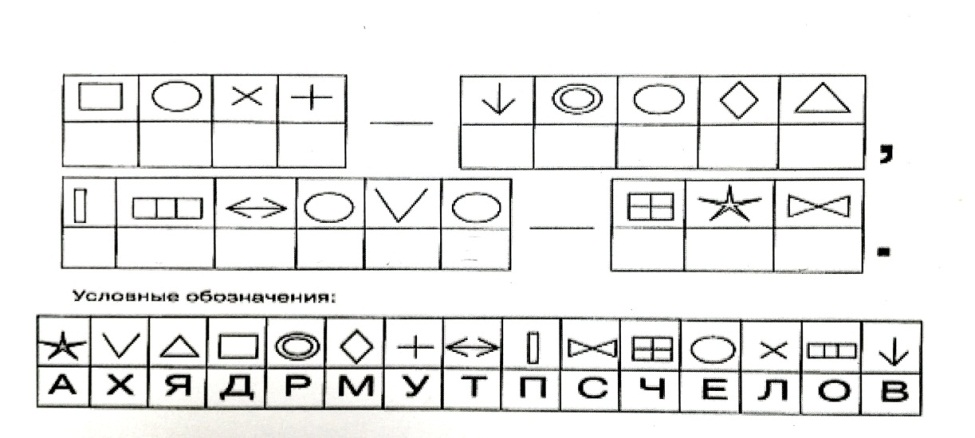 — ,
— .
Условные обозначения:
А Х Я Д Р М У Т П С Ч Е Л О В